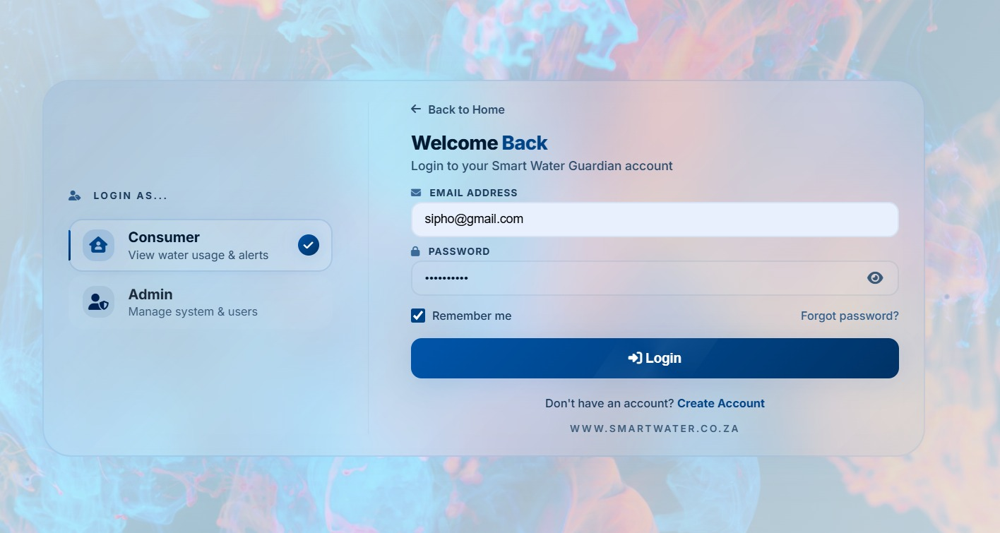 LOGIN AS...
Consumer
View water usage & alerts
Admin
Manage system & users
Back to Home
Welcome Back
Login to your Smart Water Guardian account
EMAIL ADDRESS
sipho@gmail.com
PASSWORD
••••••••••
Remember me
Forgot password?
Login
Don't have an account? Create Account
WWW.SMARTWATER.CO.ZA